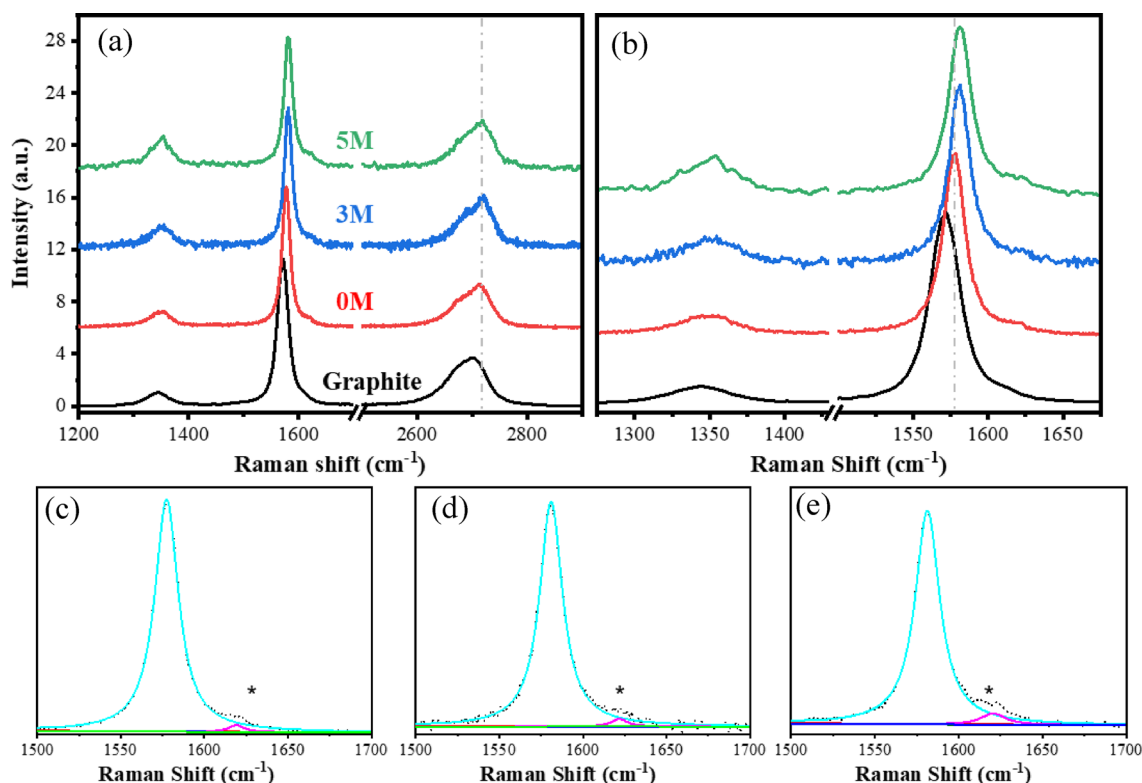 (a)
(b)
28
24
20
16
12
8
4
0
Intensity (a.u.)
5M
3M
0M
Graphite
1200 1400 1600 2600 2800
Raman shift (cm-1)
1300 1350 1400 1550 1600 1650
Raman Shift (cm-1)
(c)
*
1500 1550 1600 1650 1700
Raman Shift (cm-1)
(d)
*
1500 1550 1600 1650 1700
Raman Shift (cm-1)
(e)
*
1500 1550 1600 1650 1700
Raman Shift (cm-1)